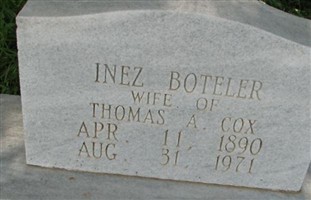 INEZ BOTELER
WIFE OF
THOMAS A. COX
APR. 11, 1890
AUG. 31 1971